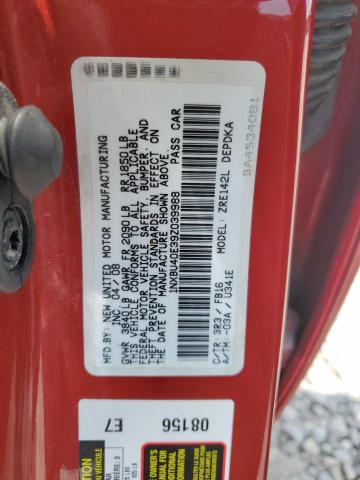 MFD BY: NEW UNITED MOTOR MANUFACTURING
INC 04 / 08
GVWR 3840LB GAWR FR 2090LB RR1850LB
THIS VEHICLE CONFORMS TO ALL APPLICABLE
FEDERAL MOTOR VEHICLE SAFETY, BUMPER, AND
THEFT PREVENTION STANDARDS IN EFFECT ON
THE DATE OF MANUFACTURE SHOWN ABOVE.
1NXBU40E39Z039988 PASS CAR
ZRE142L DEPDKA
C/TR: 3R3 / FB16
A/TM: -03A / U341E
BA4534081
08156
E7